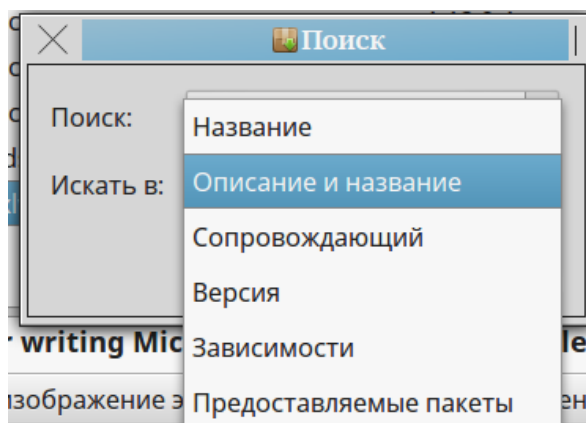 Поиск
Поиск:
Название
Искать в:
Описание и название
Сопровождающий
Версия
writing Mic
Зависимости
Предоставляемые пакеты